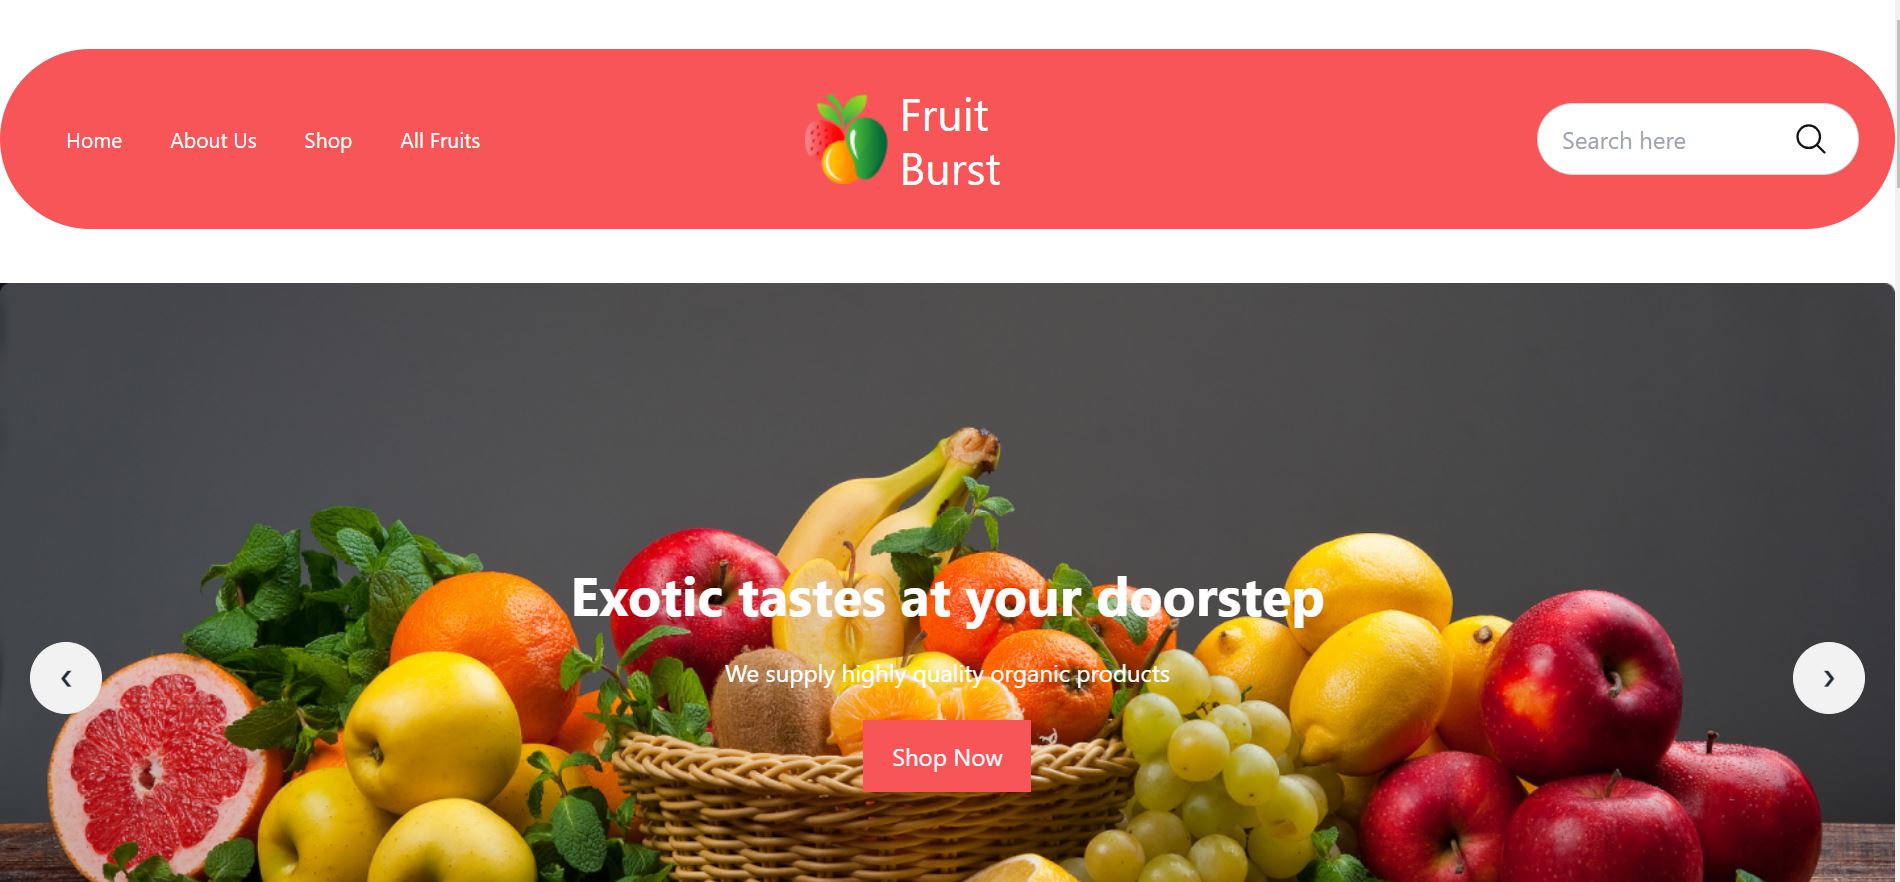 Home About Us Shop All Fruits
Fruit
Burst
Search here
Exotic tastes at your doorstep
We supply highly quality organic products
Shop Now